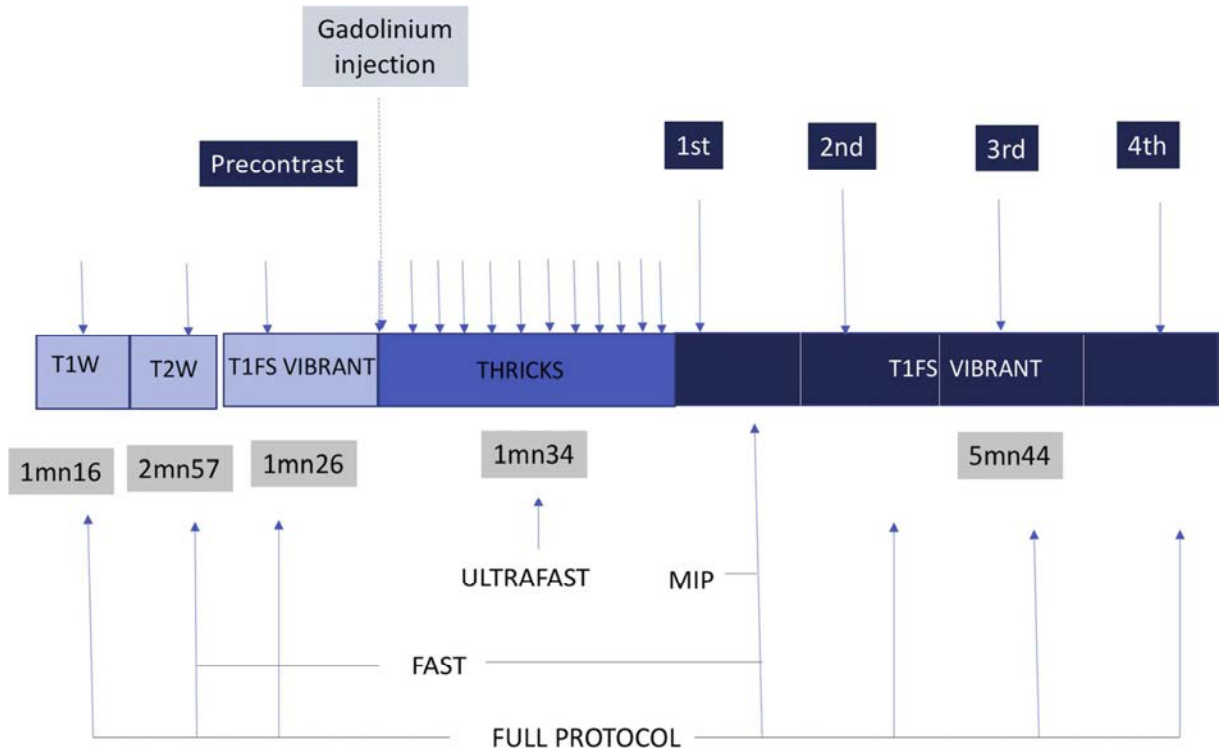 Gadolinium
injection
Precontrast
1st
2nd
3rd
4th
T1W
T2W
T1FS VIBRANT
THRICKS
T1FS VIBRANT
1mn16
2mn57
1mn26
1mn34
5mn44
ULTRAFAST
MIP
FAST
FULL PROTOCOL